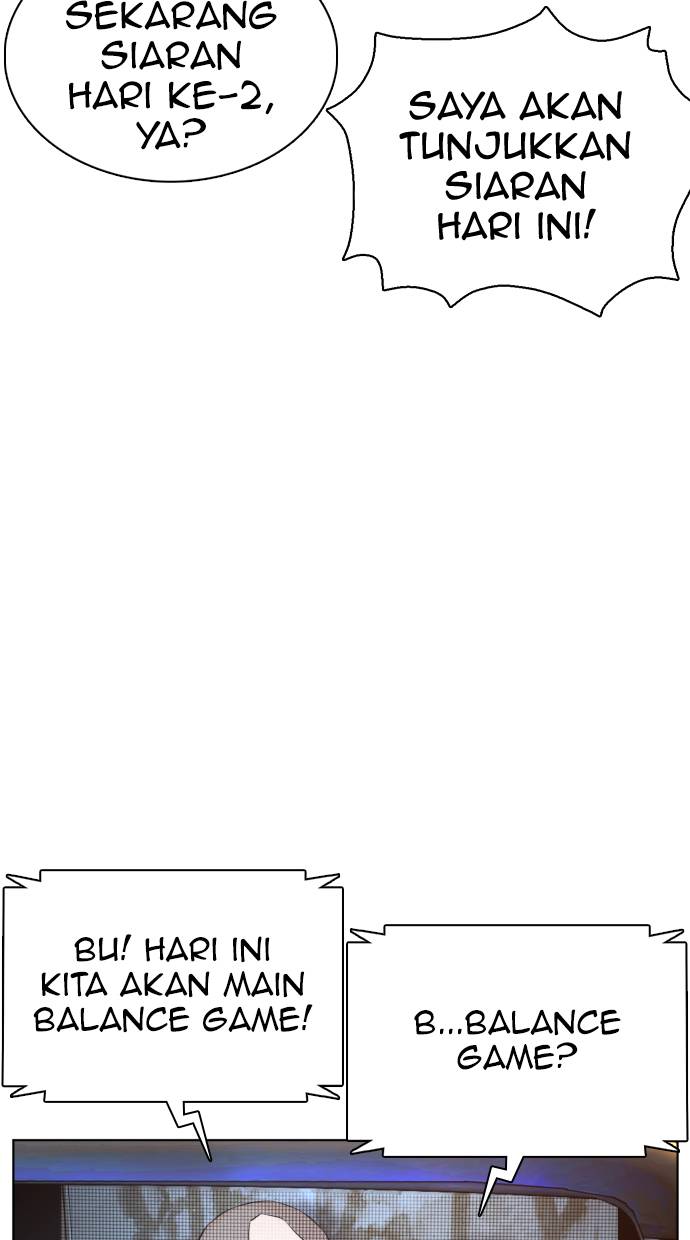 SEKARANG
SIARAN
HARI KE-2,
YA?
SAYA AKAN
TUNJUKKAN
SIARAN
HARI INI!
BU! HARI INI
KITA AKAN MAIN
BALANCE GAME!
B...BALANCE
GAME?